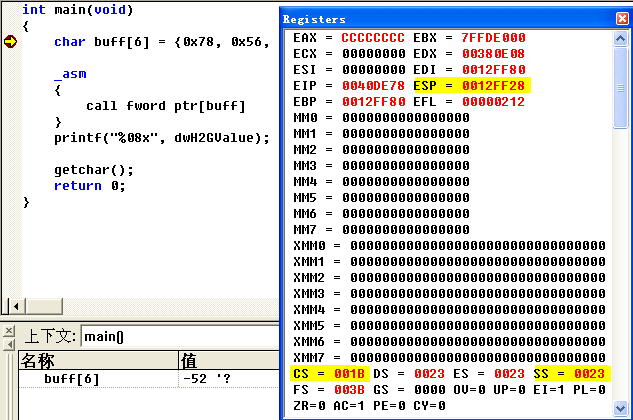 int main(void)
{
char buff[6] = {0x78, 0x56,
_asm
{
call fword ptr[buff]
}
printf("%08x", dwH2GValue);
getchar();
return 0;
}
Registers
EAX = CCCCCCCC EBX = 7FFDE000
ECX = 00000000 EDX = 00380E08
ESI = 00000000 EDI = 0012FF80
EIP = 0040DE78 ESP = 0012FF28
EBP = 0012FF80 EFL = 00000212
MM0 = 0000000000000000
MM1 = 0000000000000000
MM2 = 0000000000000000
MM3 = 0000000000000000
MM4 = 0000000000000000
MM5 = 0000000000000000
MM6 = 0000000000000000
MM7 = 0000000000000000
XMM0 = 00000000000000000000000000000000
XMM1 = 00000000000000000000000000000000
XMM2 = 00000000000000000000000000000000
XMM3 = 00000000000000000000000000000000
XMM4 = 00000000000000000000000000000000
XMM5 = 00000000000000000000000000000000
XMM6 = 00000000000000000000000000000000
XMM7 = 00000000000000000000000000000000
CS = 001B DS = 0023 ES = 0023 SS = 0023
FS = 003B GS = 0000 OV=0 UP=0 EI=1 PL=0
ZR=0 AC=1 PE=0 CY=0
上下文: main()
名称 值
buff[6] -52 '?